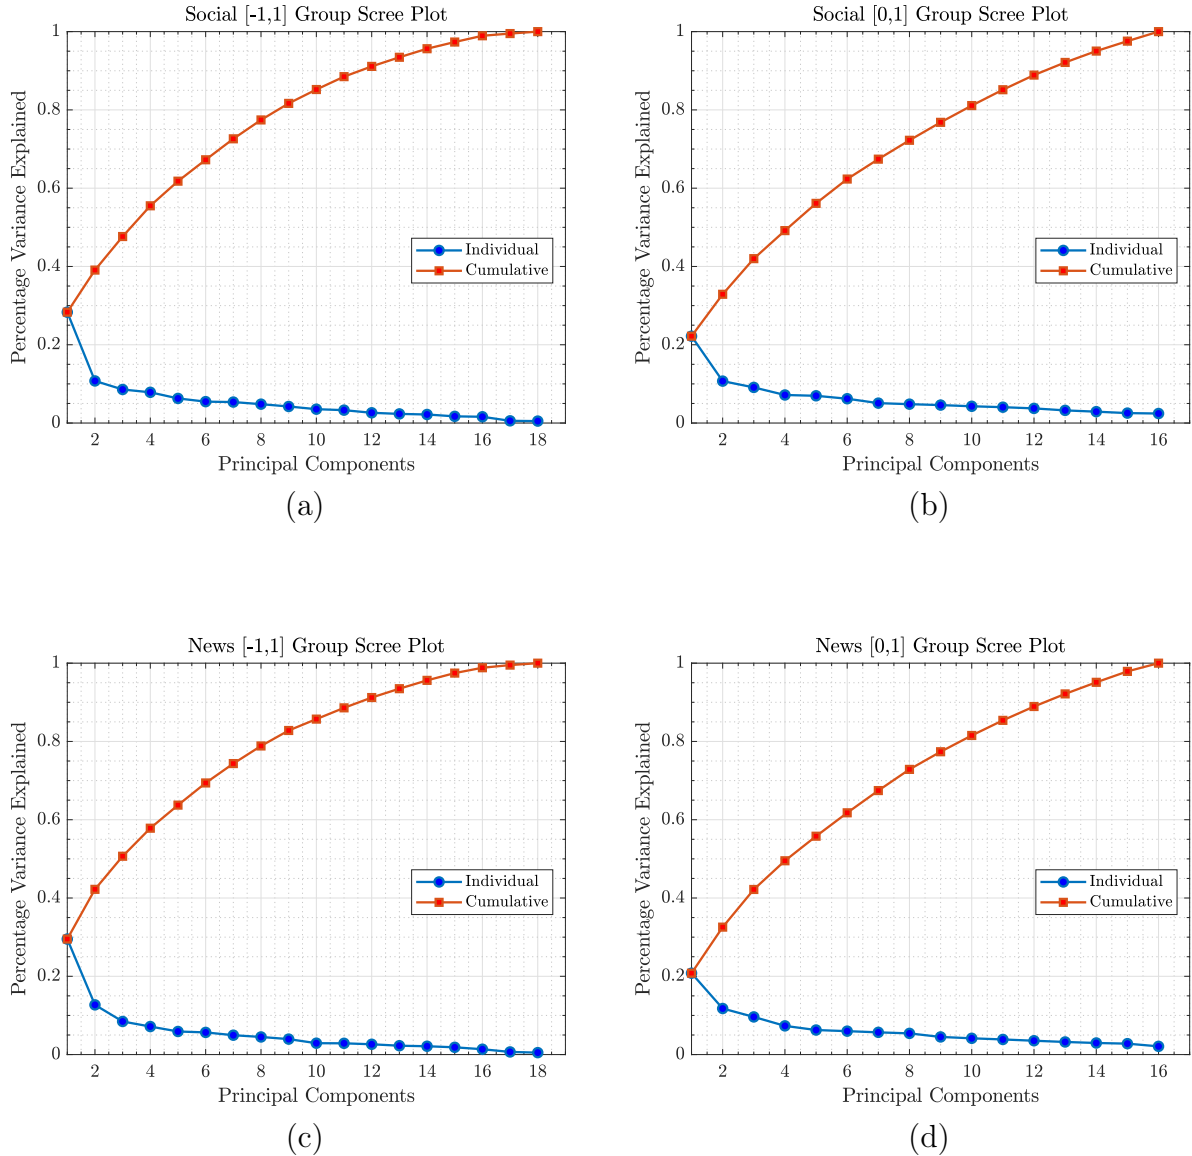 Social [-1,1] Group Scree Plot
1
0.8
0.6
0.4
0.2
0
Percentage Variance Explained
Individual
Cumulative
2 4 6 8 10 12 14 16 18
Principal Components
(a)
Social [0,1] Group Scree Plot
1
0.8
0.6
0.4
0.2
0
Percentage Variance Explained
Individual
Cumulative
2 4 6 8 10 12 14 16
Principal Components
(b)
News [-1,1] Group Scree Plot
1
0.8
0.6
0.4
0.2
0
Percentage Variance Explained
Individual
Cumulative
2 4 6 8 10 12 14 16 18
Principal Components
(c)
News [0,1] Group Scree Plot
1
0.8
0.6
0.4
0.2
0
Percentage Variance Explained
Individual
Cumulative
2 4 6 8 10 12 14 16
Principal Components
(d)